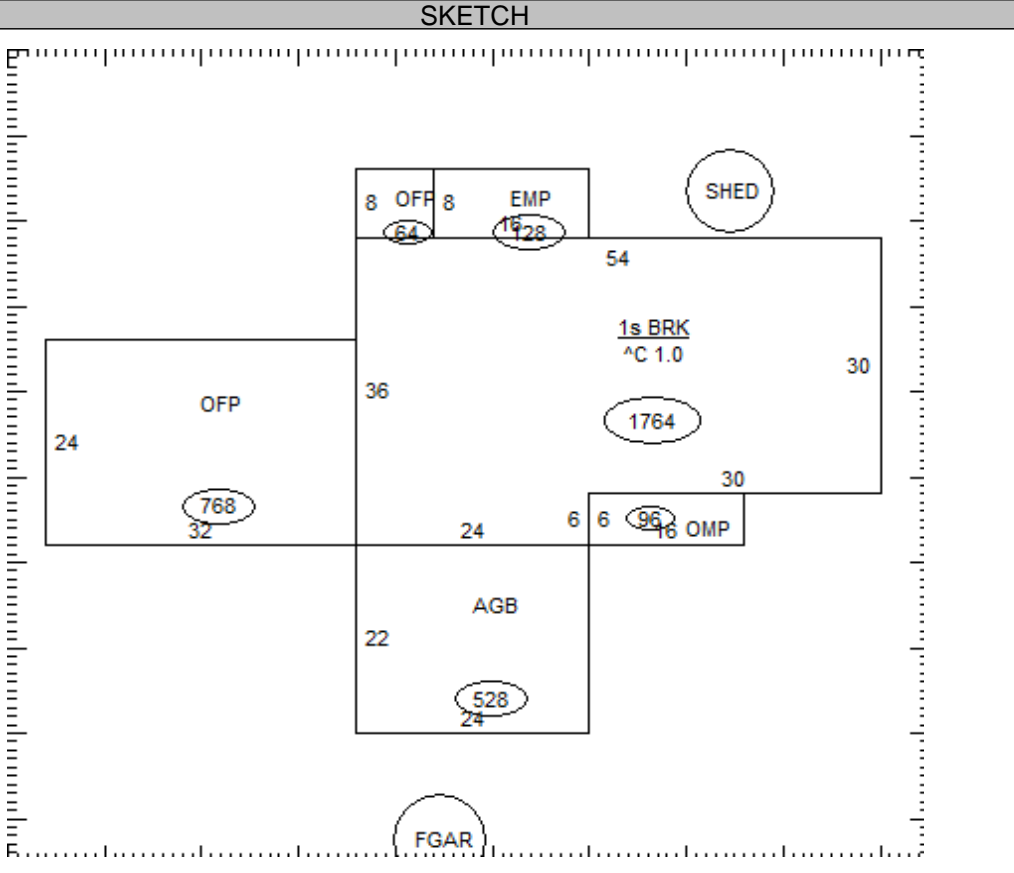 SKETCH
8 OFP 8 EMP
64 16 128
SHED
54
1s BRK
^C 1.0
30
36
OFP
1764
24
30
768
32
24
6 6 96 16 OMP
AGB
22
528
24
FGAR